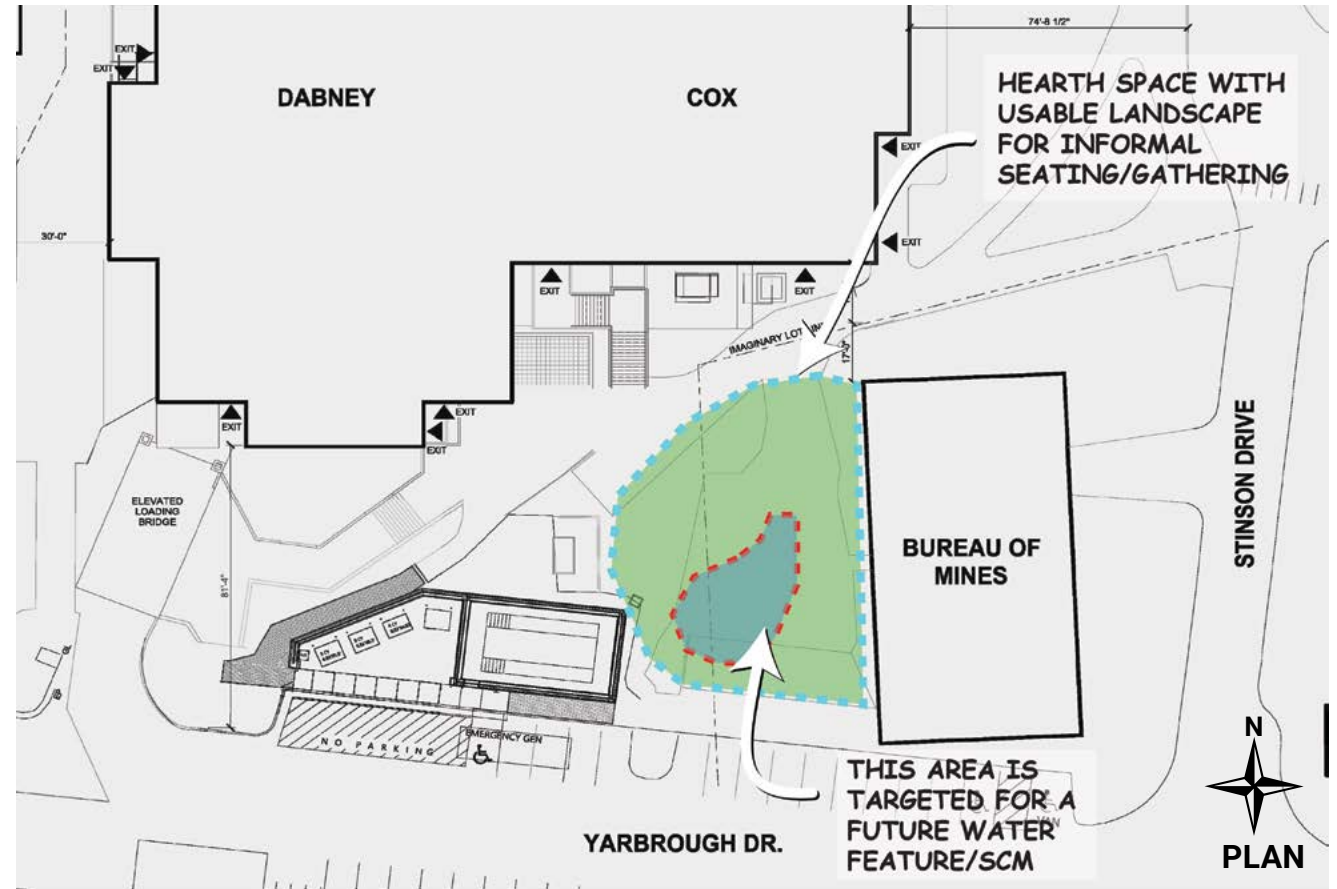 74'-8 1/2"
EXIT
EXIT
DABNEY
COX
HEARTH SPACE WITH
USABLE LANDSCAPE
FOR INFORMAL
SEATING/GATHERING
EXIT
30'-0"
EXIT
EXIT
EXIT
IMAGINARY LOT
17'-0"
EXIT
EXIT
EXIT
STINSON DRIVE
ELEVATED
LOADING
BRIDGE
81'-4"
BUREAU OF
MINES
NO PARKING
EMERGENCY GEN
THIS AREA IS
TARGETED FOR A
FUTURE WATER
FEATURE/SCM
VAN
YARBROUGH DR.
N
PLAN